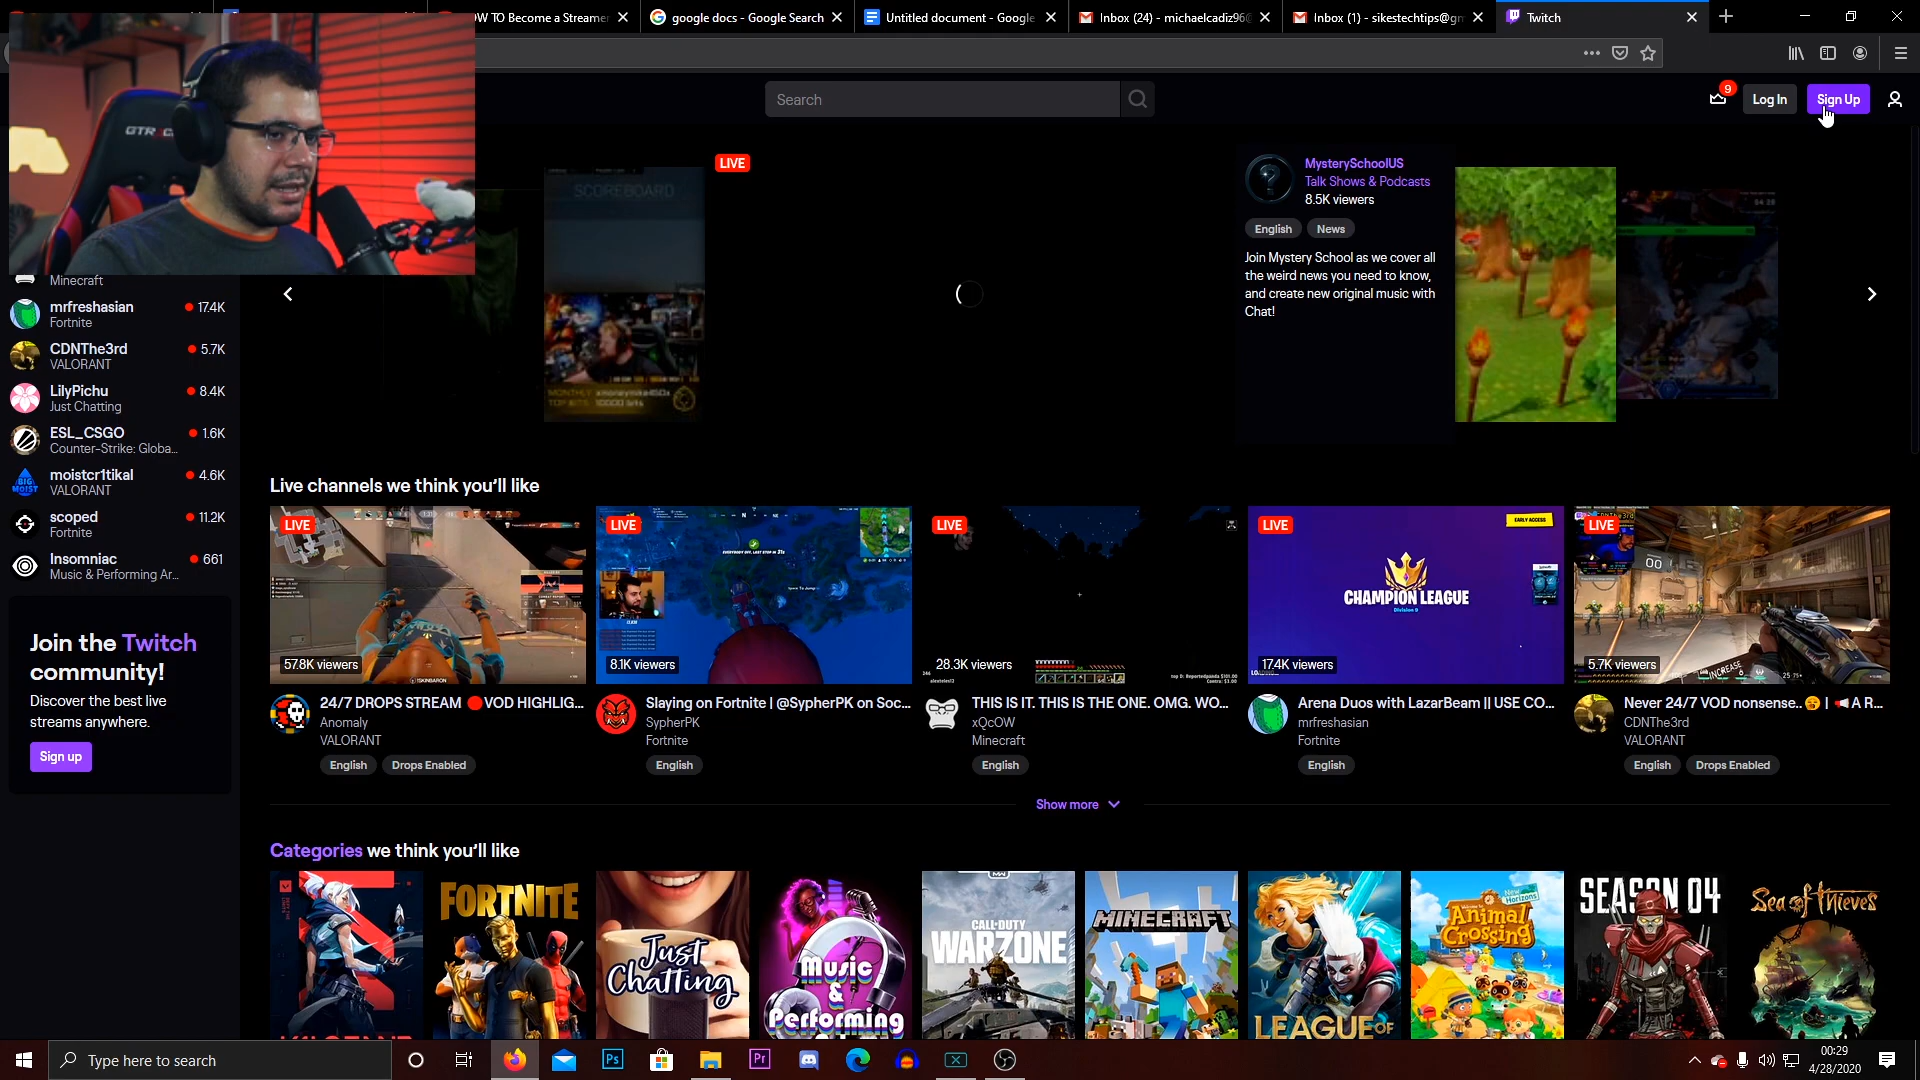 OW TO Become a Streamer
google docs - Google Search
Untitled document - Google
Inbox (24) - michaelcadiz96@
Inbox (1) - sikestechtips@gm
Twitch
Search
9
Log In
Sign Up
LIVE
SCOREBOARD
MysterySchoolUS
Talk Shows & Podcasts
8.5K viewers
English
News
Join Mystery School as we cover all
the weird news you need to know,
and create new original music with
Chat!
Minecraft
mrfreshasian
17.4K
Fortnite
CDNThe3rd
5.7K
VALORANT
LilyPichu
8.4K
Just Chatting
ESL_CSGO
1.6K
Counter-Strike: Globa...
moistcr1tikal
4.6K
VALORANT
scoped
11.2K
Fortnite
Insomniac
661
Music & Performing Ar...
Join the Twitch
community!
Discover the best live
streams anywhere.
Sign up
Live channels we think you'll like
LIVE
57.8K viewers
24/7 DROPS STREAM 🔴VOD HIGHLIG...
Anomaly
VALORANT
English
Drops Enabled
LIVE
8.1K viewers
Slaying on Fortnite | @SypherPK on Soc...
SypherPK
Fortnite
English
LIVE
28.3K viewers
THIS IS IT. THIS IS THE ONE. OMG. WO...
xQcOW
Minecraft
English
LIVE
EARLY ACCESS
CHAMPION LEAGUE
17.4K viewers
Arena Duos with LazarBeam || USE CO...
mrfreshasian
Fortnite
English
LIVE
INCREASE
5.7K viewers
Never 24/7 VOD nonsense.. | A R...
CDNThe3rd
VALORANT
English
Drops Enabled
Show more
Categories we think you'll like
FORTNITE
Just
Chatting
Music
&
Performing
CALL OF DUTY
WARZONE
MINECRAFT
LEAGUE OF
New
Horizons
Animal
Crossing
SEASON 04
Sea of Thieves
Type here to search
00:29
4/28/2020